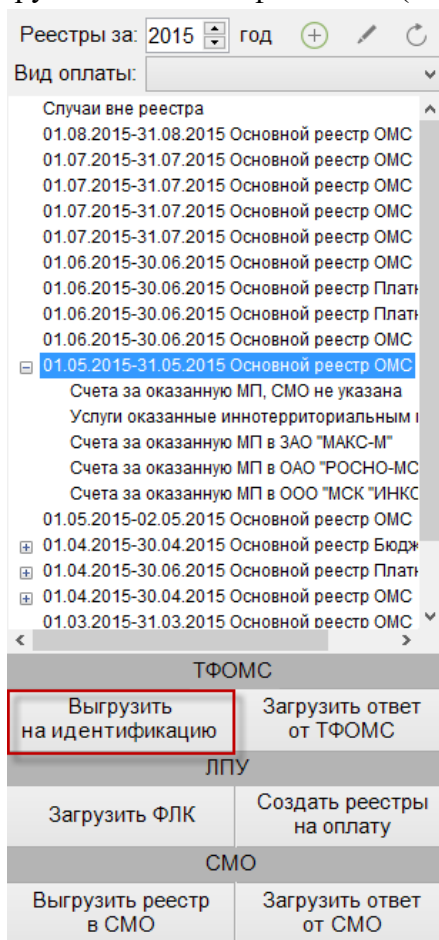 Реестры за: 2015 год
Вид оплаты:
Случаи вне реестра
01.08.2015-31.08.2015 Основной реестр ОМС
01.07.2015-31.07.2015 Основной реестр ОМС
01.07.2015-31.07.2015 Основной реестр ОМС
01.07.2015-31.07.2015 Основной реестр ОМС
01.07.2015-31.07.2015 Основной реестр ОМС
01.06.2015-30.06.2015 Основной реестр ОМС
01.06.2015-30.06.2015 Основной реестр Платн
01.06.2015-30.06.2015 Основной реестр Платн
01.06.2015-30.06.2015 Основной реестр ОМС
01.05.2015-31.05.2015 Основной реестр ОМС
Счета за оказанную МП, СМО не указана
Услуги оказанные иннотерриториальным
Счета за оказанную МП в ЗАО "МАКС-М"
Счета за оказанную МП в ОАО "РОСНО-МС
Счета за оказанную МП в ООО "МСК "ИНКО
01.05.2015-02.05.2015 Основной реестр ОМС
01.04.2015-30.04.2015 Основной реестр Бюдж
01.04.2015-30.06.2015 Основной реестр Платн
01.04.2015-30.04.2015 Основной реестр ОМС
01.03.2015-31.03.2015 Основной реестр ОМС
ТФОМС
Выгрузить на идентификацию
Загрузить ответ от ТФОМС
ЛПУ
Загрузить ФЛК
Создать реестры на оплату
СМО
Выгрузить реестр в СМО
Загрузить ответ от СМО